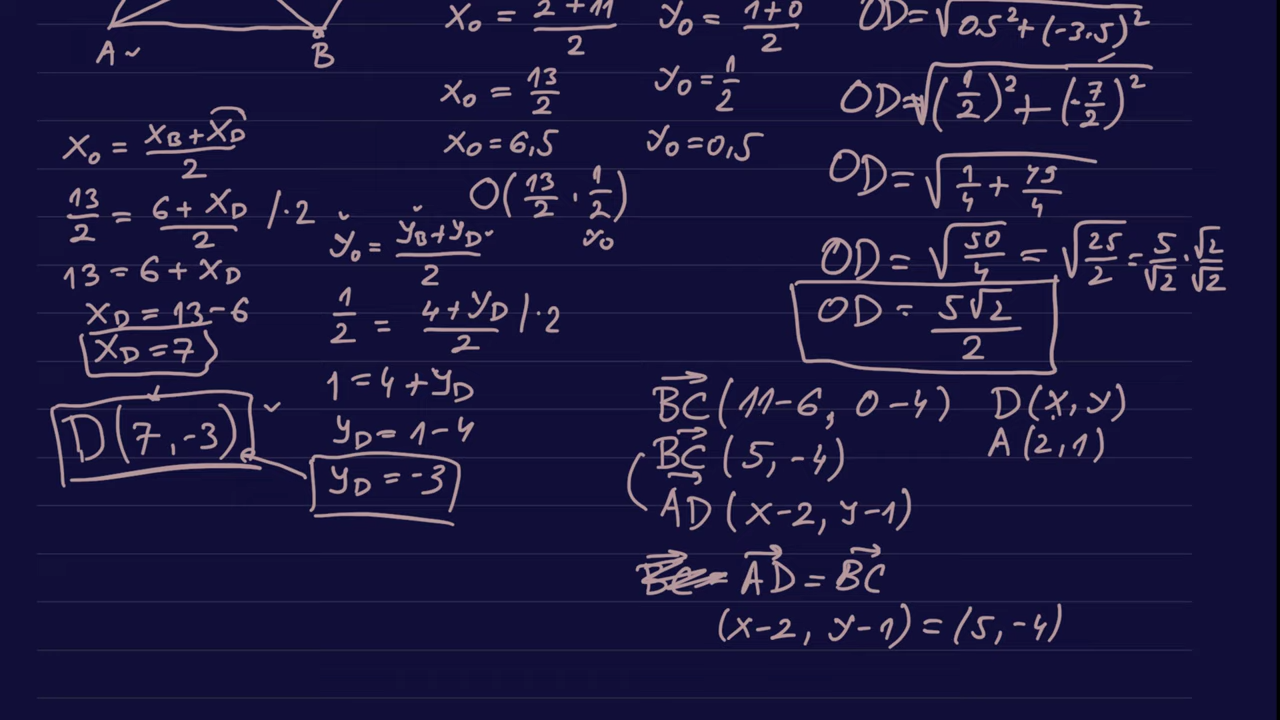 A
B
X₀ = (X_B + X_D)/2
13/2 = (6 + X_D)/2 /·2
13 = 6 + X_D
X_D = 13 - 6
X_D = 7
D(7, -3)
y₀ = (y_B + y_D)/2
1/2 = (4 + y_D)/2 /·2
1 = 4 + y_D
y_D = 1 - 4
y_D = -3
X₀ = (2 + 11)/2
X₀ = 13/2
X₀ = 6,5
y₀ = (1 + 0)/2
y₀ = 1/2
y₀ = 0,5
O(13/2 , 1/2)
OD = √(0,5² + (-3,5)²)
OD = √((1/2)² + (-7/2)²)
OD = √(1/4 + 49/4)
OD = √(50/4) = √(25/2) = 5/√2 · √2/√2
OD = 5√2/2
BC→ (11-6, 0-4)
D(x, y)
BC→ (5, -4)
A(2, 1)
AD→ (x-2, y-1)
AD→ = BC→
(x-2, y-1) = (5, -4)